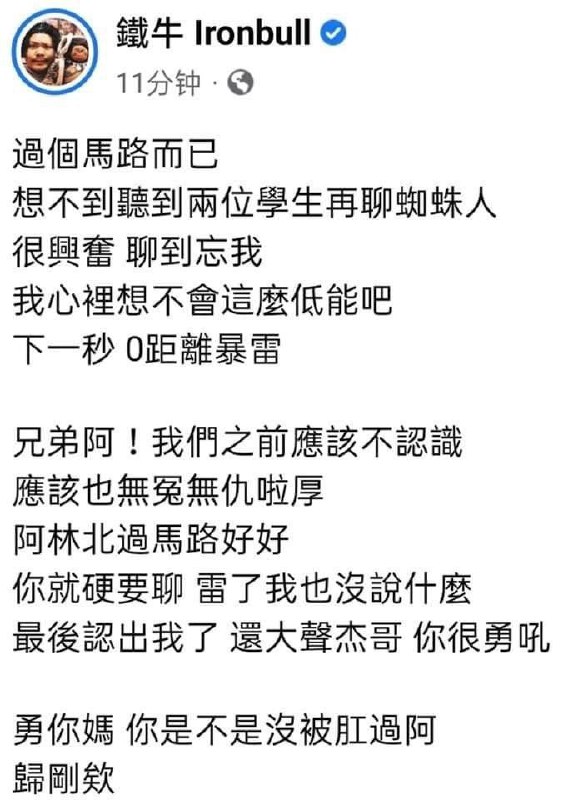 鐵牛 Ironbull
11分钟 ·
過個馬路而已
想不到聽到兩位學生再聊蜘蛛人
很興奮 聊到忘我
我心裡想不會這麼低能吧
下一秒 0距離暴雷
兄弟阿！我們之前應該不認識
應該也無冤無仇啦厚
阿林北過馬路好好
你就硬要聊 雷了我也沒說什麼
最後認出我了 還大聲杰哥 你很勇吼
勇你媽 你是不是沒被肛過阿
歸剛欸